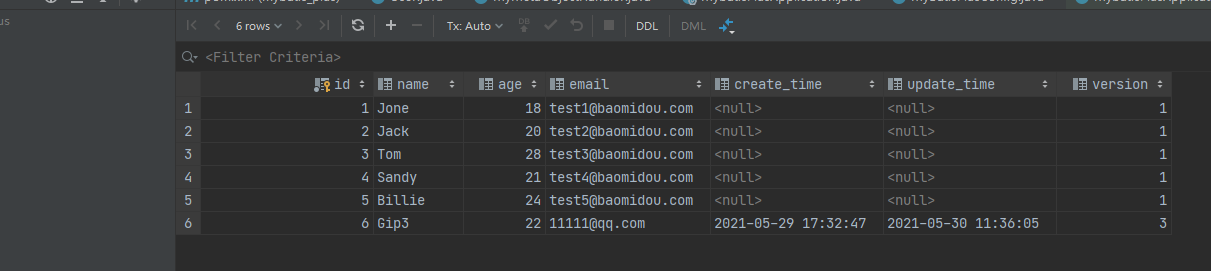 us
6 rows
Tx: Auto
DB
DDL
DML
<Filter Criteria>
id name age email create_time update_time version
1 1 Jone 18 test1@baomidou.com <null> <null> 1
2 2 Jack 20 test2@baomidou.com <null> <null> 1
3 3 Tom 28 test3@baomidou.com <null> <null> 1
4 4 Sandy 21 test4@baomidou.com <null> <null> 1
5 5 Billie 24 test5@baomidou.com <null> <null> 1
6 6 Gip3 22 11111@qq.com 2021-05-29 17:32:47 2021-05-30 11:36:05 3